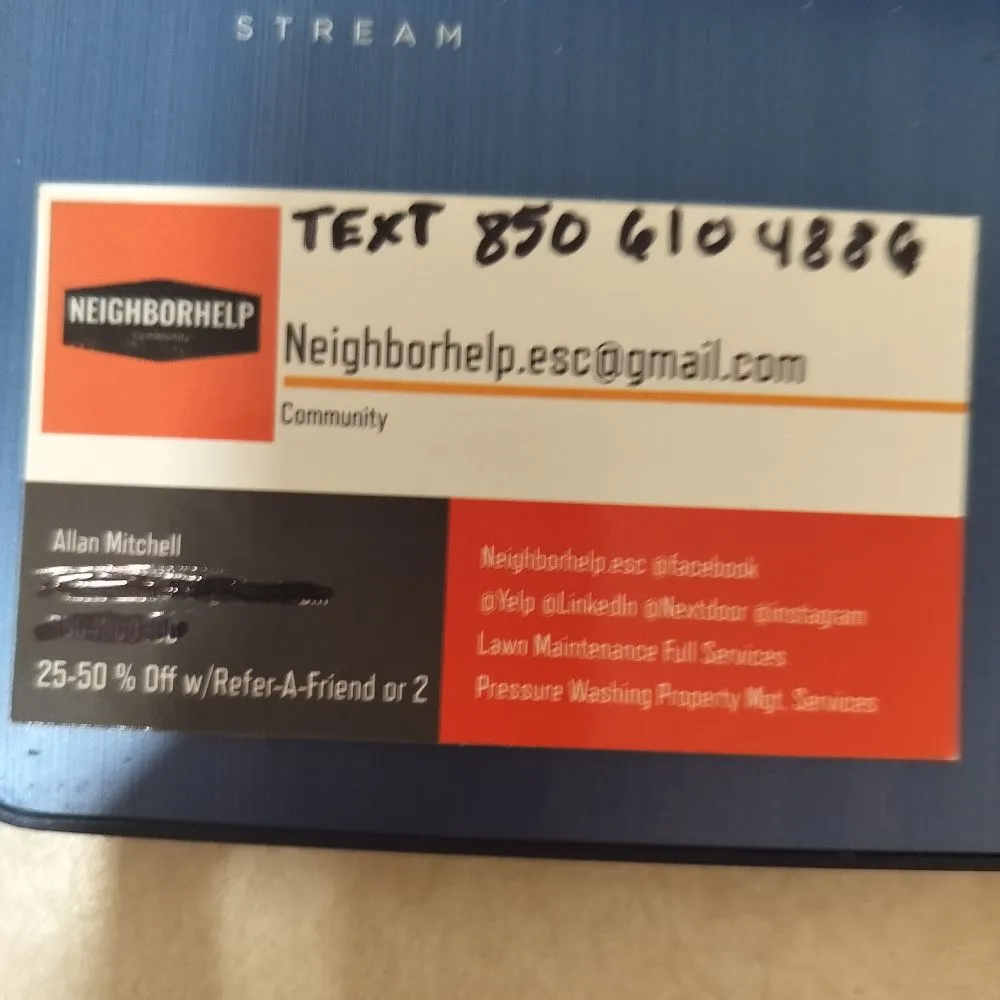 STREAM
TEXT 850 610 4886
NEIGHBORHELP
Community
Neighborhelp.esc@gmail.com
Community
Allan Mitchell
25-50 % Off w/Refer-A-Friend or 2
Neighborhelp.esc @facebook
@Yelp @LinkedIn @Nextdoor @instagram
Lawn Maintenance Full Services
Pressure Washing Property Mgt. Services